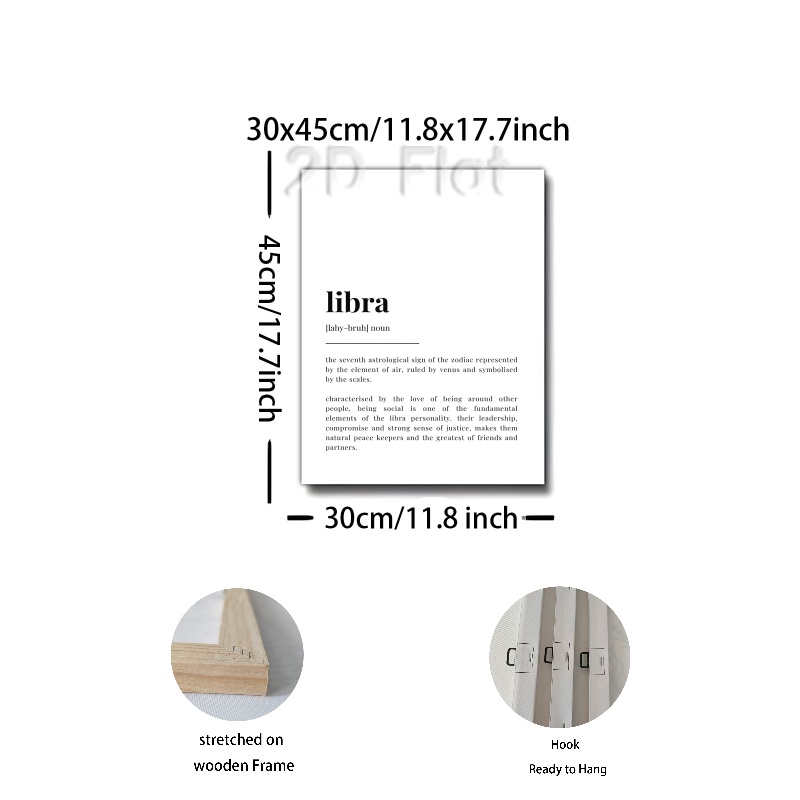 30x45cm/11.8x17.7inch
2D Flat
45cm/17.7inch
libra
[lahy-bruh] noun
the seventh astrological sign of the zodiac represented
by the element of air, ruled by venus and symbolised
by the scales.
characterised by the love of being around other
people, being social is one of the fundamental
elements of the libra personality. their leadership,
compromise and strong sense of justice, makes them
natural peace keepers and the greatest of friends and
partners.
30cm/11.8 inch
stretched on
wooden Frame
Hook
Ready to Hang